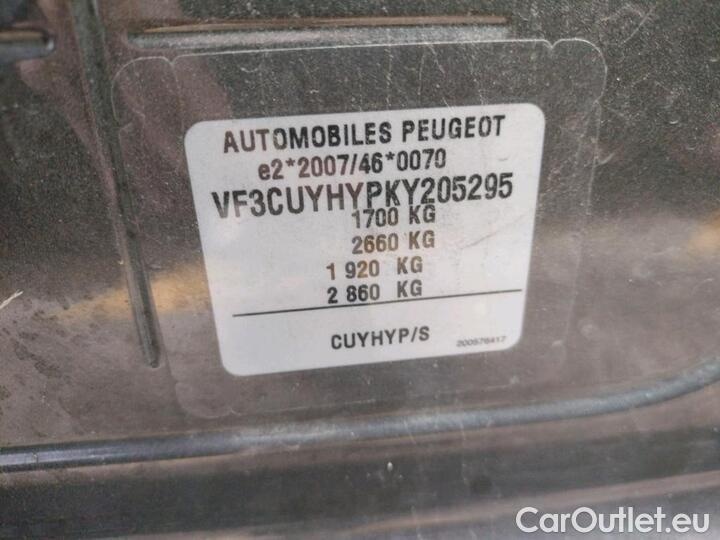 AUTOMOBILES PEUGEOT
e2*2007/46*0070
VF3CUYHYPKY205295
1700 KG
2660 KG
1 920 KG
2 860 KG
CUYHYP/S
200576417
CarOutlet.eu